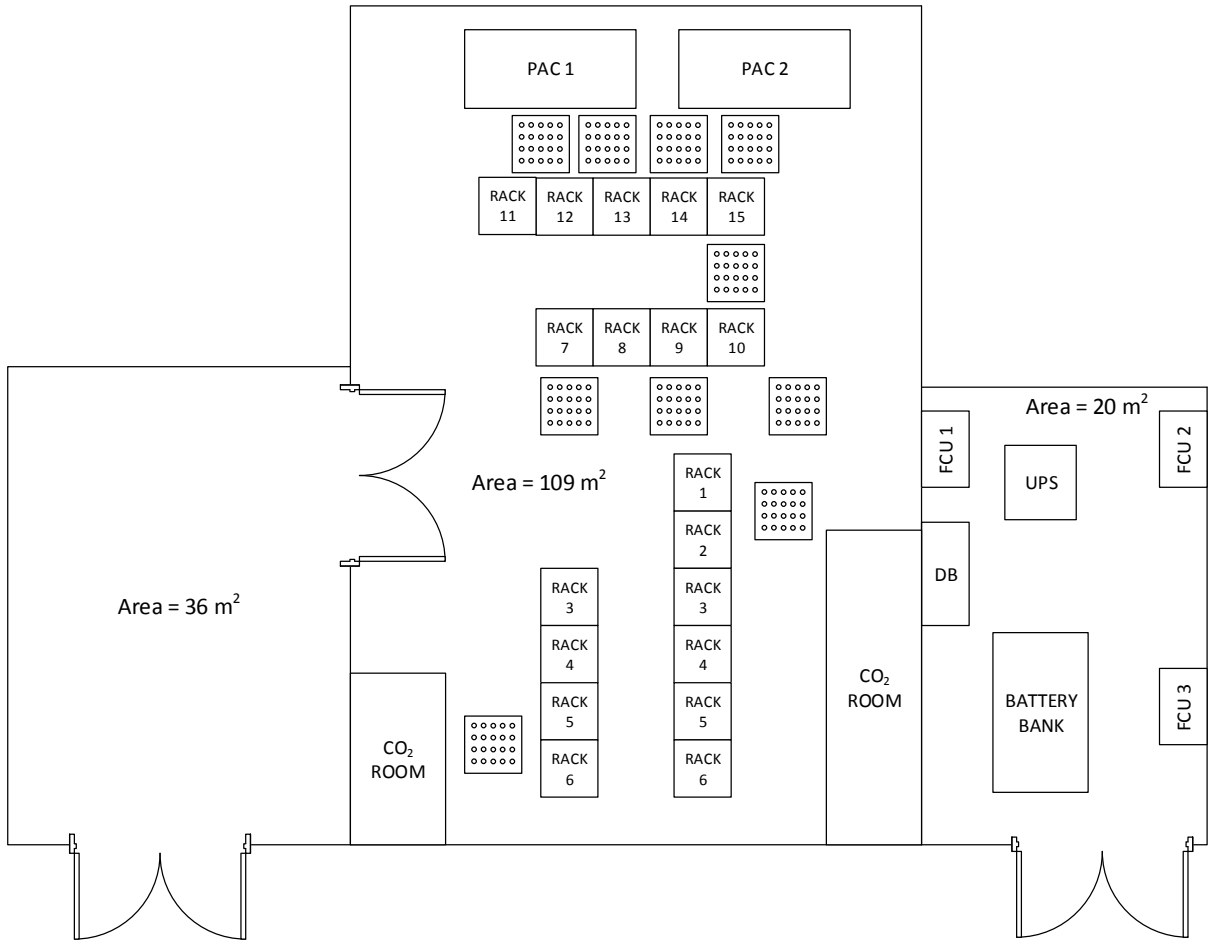 PAC 1
PAC 2
RACK
11
RACK
12
RACK
13
RACK
14
RACK
15
RACK
7
RACK
8
RACK
9
RACK
10
Area = 109 m²
RACK
1
RACK
2
RACK
3
RACK
4
RACK
5
RACK
6
RACK
3
RACK
4
RACK
5
RACK
6
CO₂
ROOM
CO₂
ROOM
Area = 36 m²
Area = 20 m²
FCU 1
FCU 2
UPS
DB
BATTERY
BANK
FCU 3